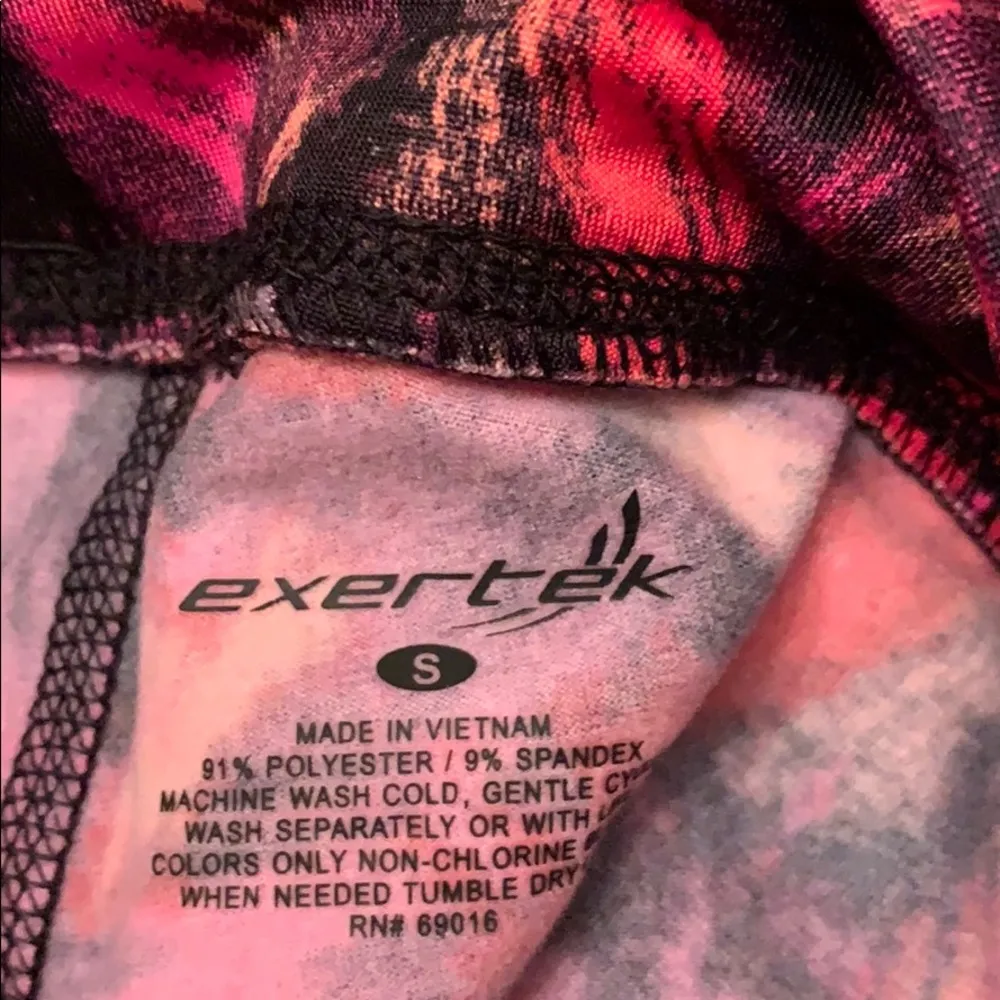 exertek
S
MADE IN VIETNAM
91% POLYESTER / 9% SPANDEX
MACHINE WASH COLD, GENTLE
WASH SEPARATELY OR WITH
COLORS ONLY NON-CHLORINE
WHEN NEEDED TUMBLE DRY
RN# 69016